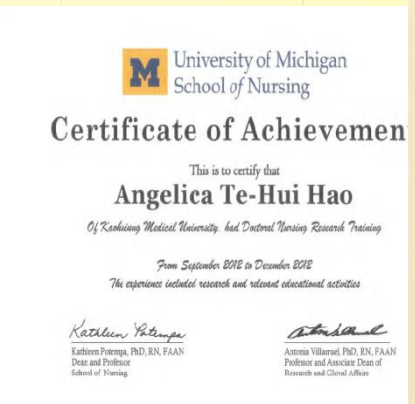 M
University of Michigan
School of Nursing
Certificate of Achievemen
This is to certify that
Angelica Te-Hui Hao
Of Kaohsiung Medical University, had Doctoral Nursing Research Training
From September 2012 to December 2012
The experience included research and relevant educational activities
Kathleen Potempa
Kathleen Potempa, PhD, RN, FAAN
Dean and Professor
School of Nursing
Antonia Villarruel, PhD, RN, FAAN
Professor and Associate Dean of
Research and Global Affairs